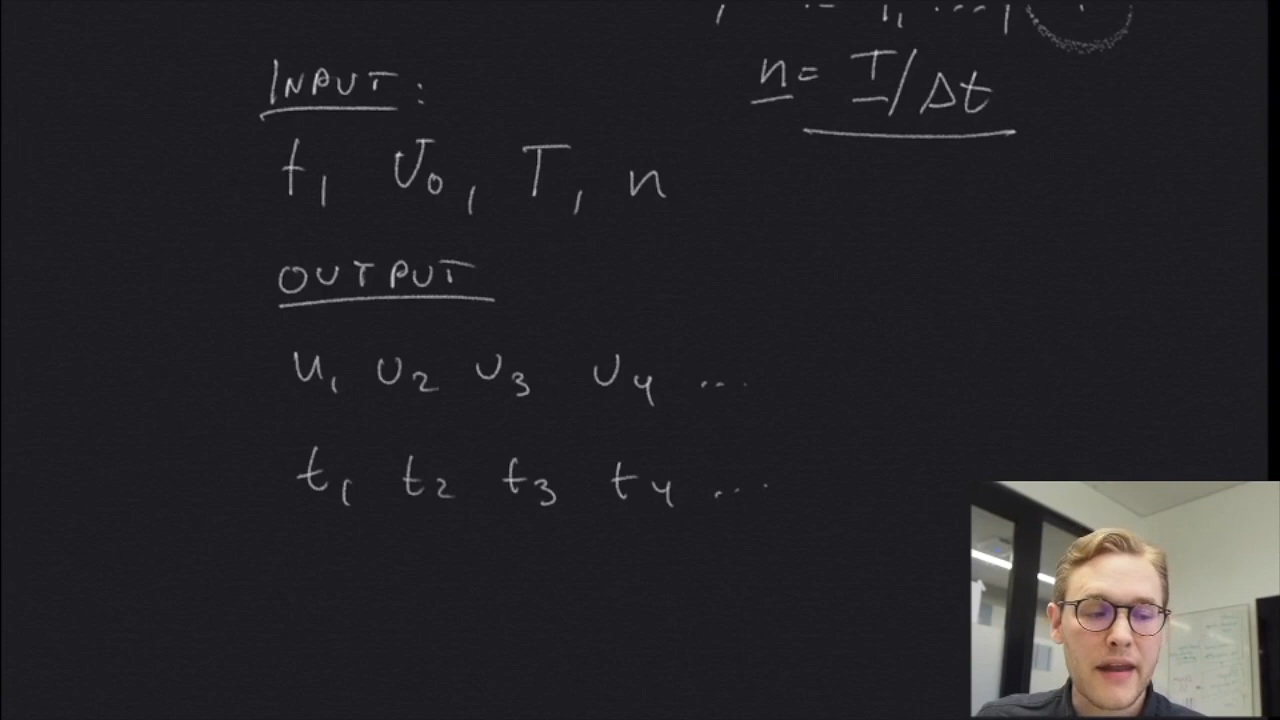 n = T/Δt
INPUT:
f, U₀, T, n
OUTPUT
u₁ u₂ u₃ u₄ ...
t₁ t₂ t₃ t₄ ...